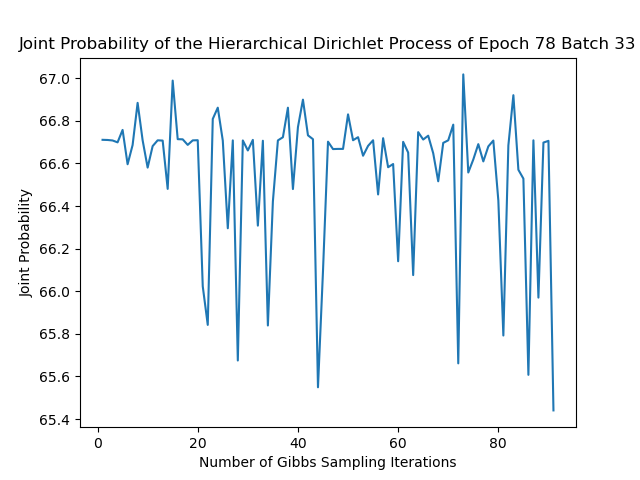 Joint Probability of the Hierarchical Dirichlet Process of Epoch 78 Batch 33
67.0
66.8
66.6
66.4
66.2
66.0
65.8
65.6
65.4
Joint Probability
0 20 40 60 80
Number of Gibbs Sampling Iterations